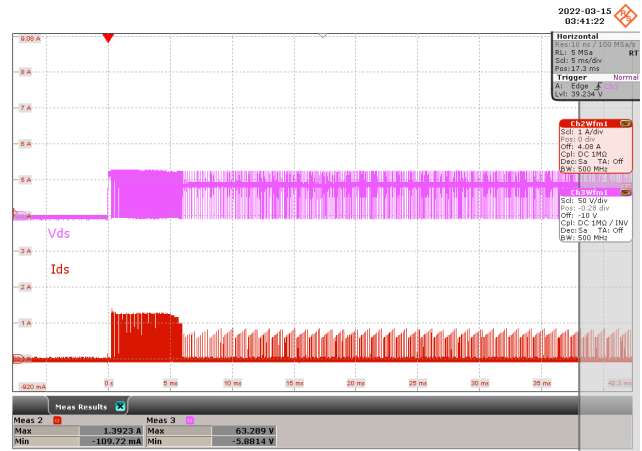 2022-03-15
03:41:22
Horizontal
Res:10 ns / 100 MSa/s
RL: 5 MSa RT
Scl: 5 ms/div
Pos:17.3 ms
Trigger Normal
A: Edge Ch3
Lvl: 39.234 V
9.08 A
8 A
7 A
6 A
5 A
4 A
3 A
2 A
1 A
-920 mA
Vds
Ids
Ch2Wfm1
Scl: 1 A/div
Pos: 0 div
Off: 4.08 A
Cpl: DC 1MΩ
Dec: Sa TA: Off
BW: 500 MHz
Ch3Wfm1
Scl: 50 V/div
Pos: -0.28 div
Off: -10 V
Cpl: DC 1MΩ / INV
Dec: Sa TA: Off
BW: 500 MHz
0 s 5 ms 10 ms 15 ms 20 ms 25 ms 30 ms 35 ms 42.3 ms
Meas Results
Meas 2 Meas 3
Max 1.3923 A Max 63.289 V
Min -109.72 mA Min -5.8814 V